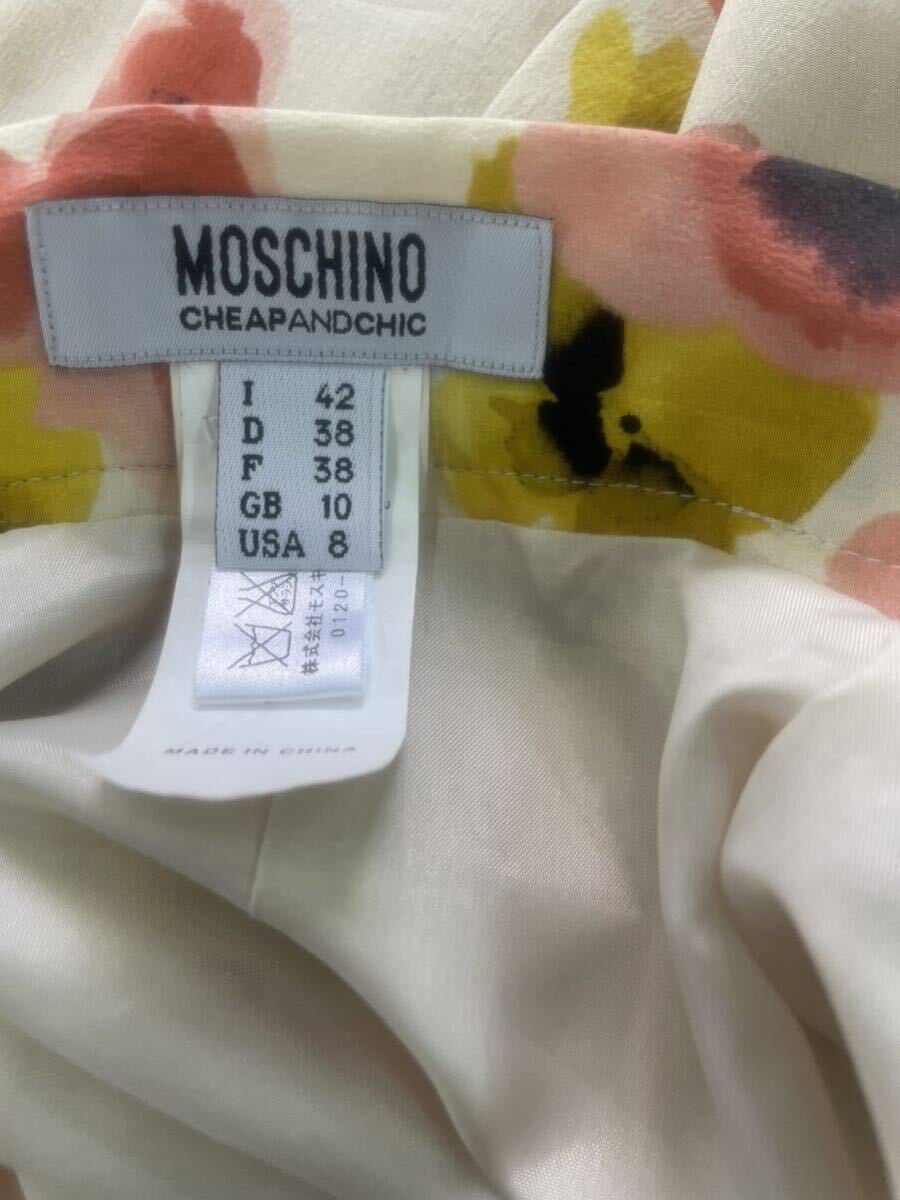 MOSCHINO
CHEAPANDCHIC
I 42
D 38
F 38
GB 10
USA 8
株式会社モスキ
0120-
MADE IN CHINA